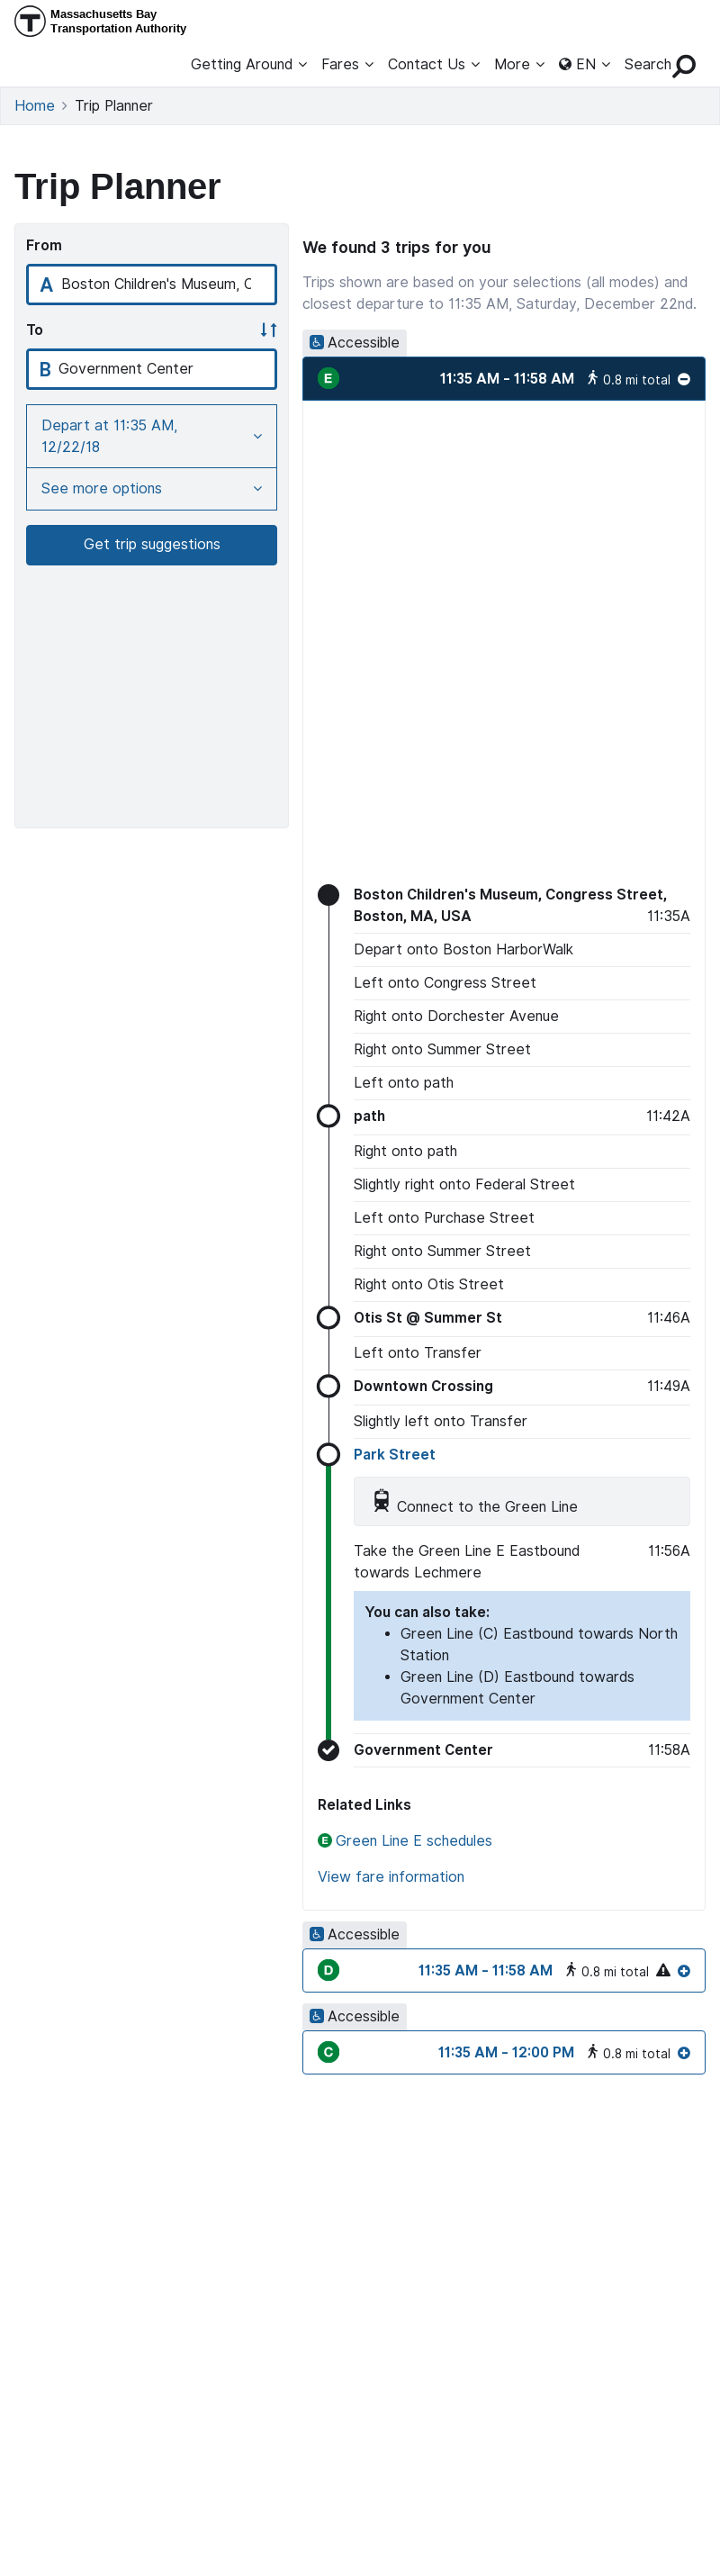 Massachusetts Bay
Transportation Authority
Getting Around Fares Contact Us More EN Search
Home Trip Planner
Trip Planner
From
A Boston Children's Museum, C
To
B Government Center
Depart at 11:35 AM,
12/22/18
See more options
Get trip suggestions
We found 3 trips for you
Trips shown are based on your selections (all modes) and
closest departure to 11:35 AM, Saturday, December 22nd.
Accessible
E 11:35 AM - 11:58 AM 0.8 mi total
Boston Children's Museum, Congress Street,
Boston, MA, USA 11:35A
Depart onto Boston HarborWalk
Left onto Congress Street
Right onto Dorchester Avenue
Right onto Summer Street
Left onto path
path 11:42A
Right onto path
Slightly right onto Federal Street
Left onto Purchase Street
Right onto Summer Street
Right onto Otis Street
Otis St @ Summer St 11:46A
Left onto Transfer
Downtown Crossing 11:49A
Slightly left onto Transfer
Park Street
Connect to the Green Line
Take the Green Line E Eastbound 11:56A
towards Lechmere
You can also take:
• Green Line (C) Eastbound towards North
Station
• Green Line (D) Eastbound towards
Government Center
Government Center 11:58A
Related Links
E Green Line E schedules
View fare information
Accessible
D 11:35 AM - 11:58 AM 0.8 mi total
Accessible
C 11:35 AM - 12:00 PM 0.8 mi total